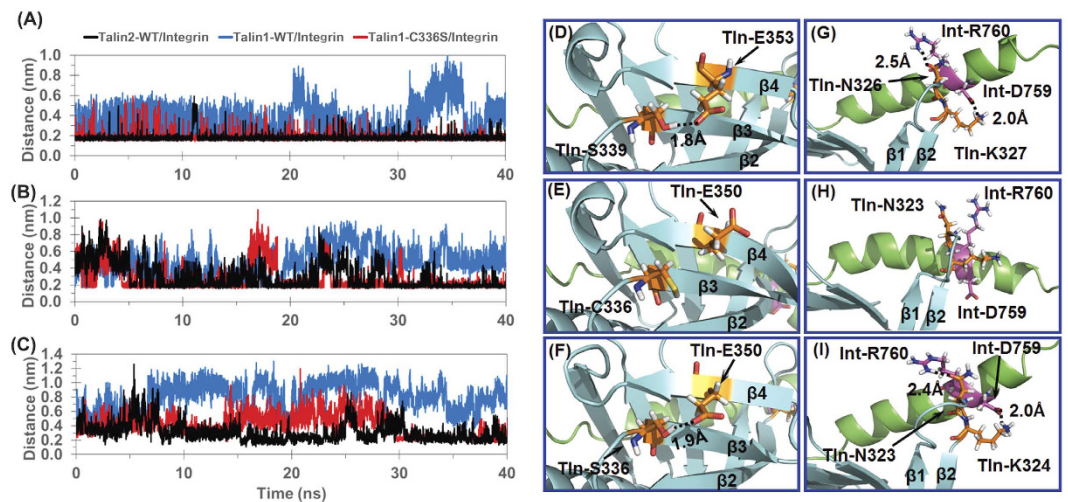 (A)
Talin2-WT/Integrin Talin1-WT/Integrin Talin1-C336S/Integrin
Distance (nm)
1.0
0.8
0.6
0.4
0.2
0.0
0 10 20 30 40
(B)
Distance (nm)
1.2
1.0
0.8
0.6
0.4
0.2
0.0
0 10 20 30 40
(C)
Distance (nm)
1.4
1.2
1.0
0.8
0.6
0.4
0.2
0.0
0 10 20 30 40
Time (ns)
(D)
Tln-E353
β4
β3
1.8Å
β2
Tln-S339
(E)
Tln-E350
β4
β3
Tln-C336
β2
(F)
Tln-E350
β4
1.9Å
β3
Tln-S336
β2
(G)
Int-R760
2.5Å
Tln-N326
Int-D759
2.0Å
β1 β2
Tln-K327
(H)
Int-R760
Tln-N323
β1 β2
Int-D759
(I)
Int-D759
Int-R760
2.4Å
2.0Å
Tln-N323
β1 β2
Tln-K324